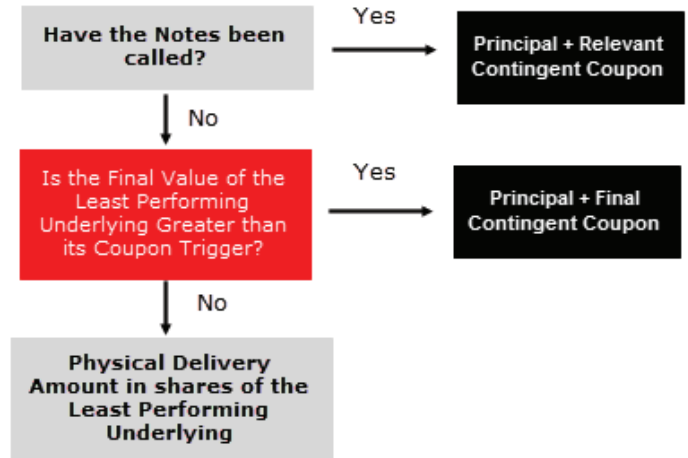 Have the Notes been
called?
Yes
Principal + Relevant
Contingent Coupon
No
Is the Final Value of the
Least Performing
Underlying Greater than
its Coupon Trigger?
Yes
Principal + Final
Contingent Coupon
No
Physical Delivery
Amount in shares of the
Least Performing
Underlying